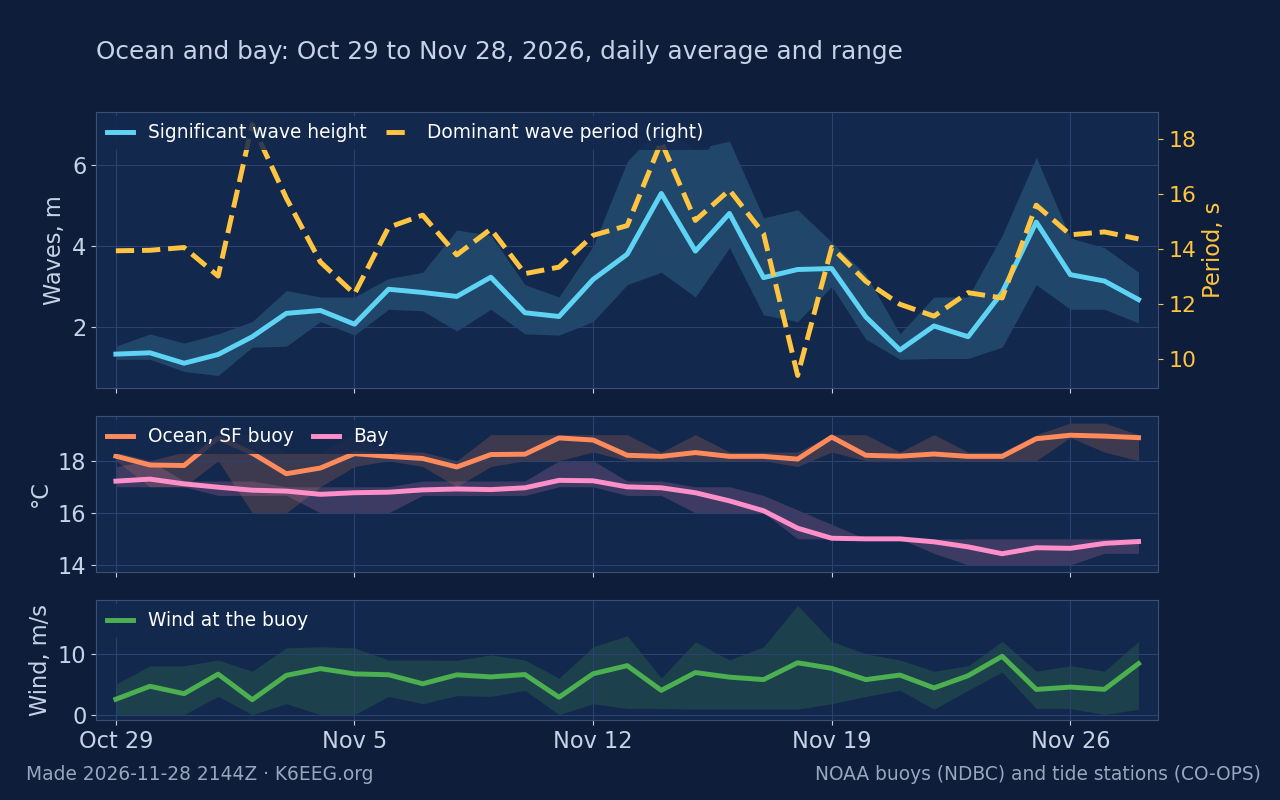 Ocean and bay: Oct 29 to Nov 28, 2026, daily average and range
Significant wave height
Dominant wave period (right)
Waves, m
6
4
2
Period, s
18
16
14
12
10
Ocean, SF buoy
Bay
°C
18
16
14
Wind at the buoy
Wind, m/s
10
0
Oct 29
Nov 5
Nov 12
Nov 19
Nov 26
Made 2026-11-28 2144Z · K6EEG.org
NOAA buoys (NDBC) and tide stations (CO-OPS)